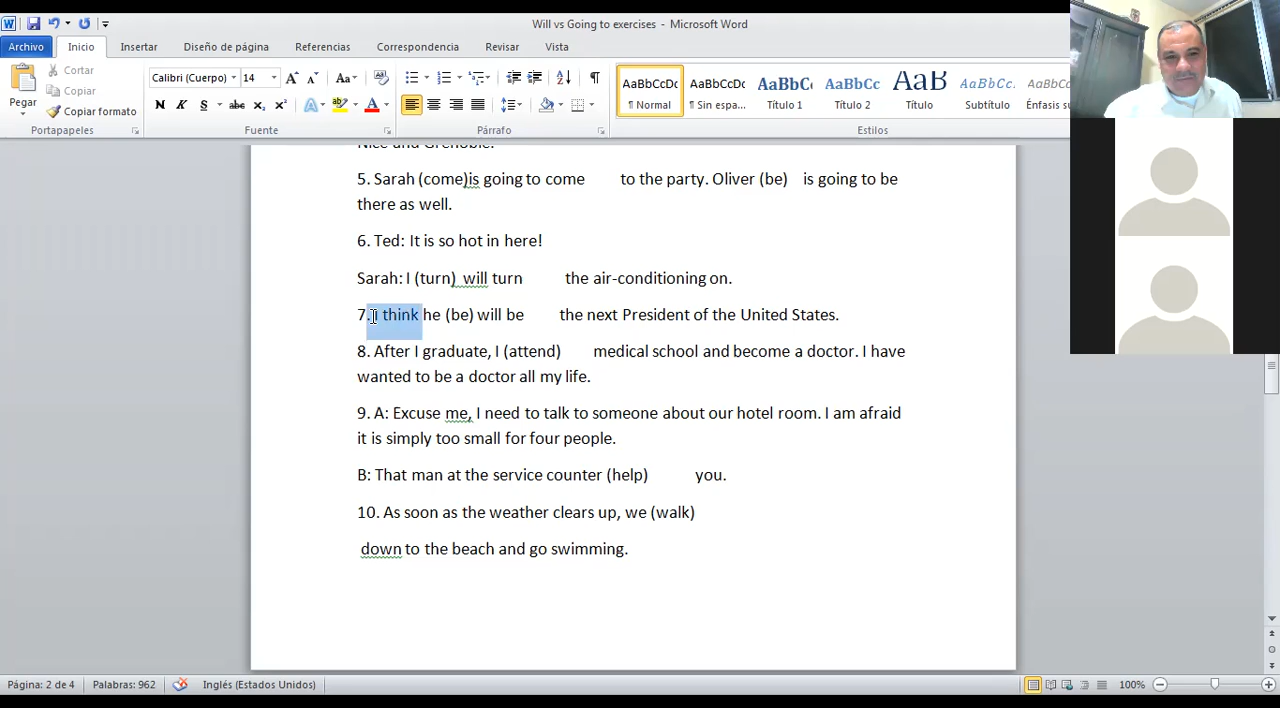 Will vs Going to exercises - Microsoft Word
Archivo Inicio Insertar Diseño de página Referencias Correspondencia Revisar Vista
Pegar Cortar Copiar Copiar formato
Calibri (Cuerpo) 14
AaBbCcDc AaBbCcDc AaBbC AaBbCc AaB AaBbCc. AaBbCc
¶ Normal ¶ Sin espa... Título 1 Título 2 Título Subtítulo Énfasis su
Portapapeles Fuente Párrafo Estilos
Nice and Grenoble.
5. Sarah (come)is going to come to the party. Oliver (be) is going to be
there as well.
6. Ted: It is so hot in here!
Sarah: I (turn) will turn the air-conditioning on.
7. I think he (be) will be the next President of the United States.
8. After I graduate, I (attend) medical school and become a doctor. I have
wanted to be a doctor all my life.
9. A: Excuse me, I need to talk to someone about our hotel room. I am afraid
it is simply too small for four people.
B: That man at the service counter (help) you.
10. As soon as the weather clears up, we (walk)
down to the beach and go swimming.
Página: 2 de 4 Palabras: 962 Inglés (Estados Unidos) 100%